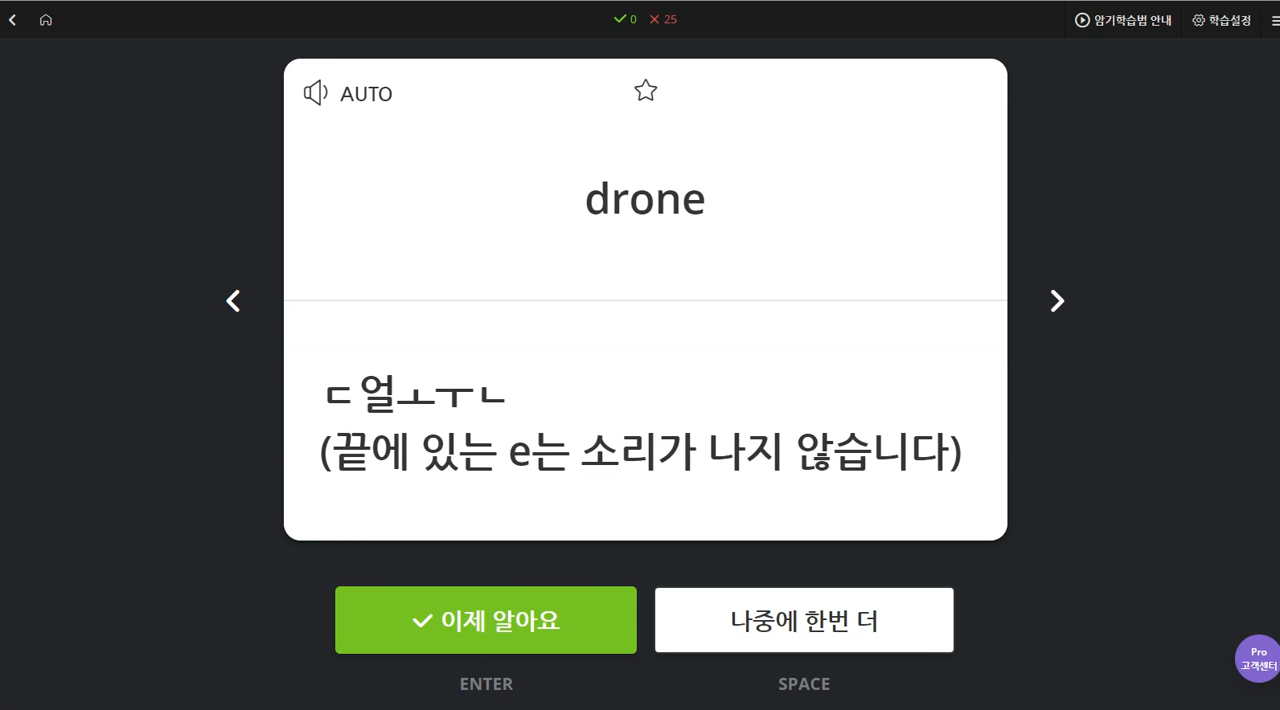 0 25 암기학습법 안내 학습설정
AUTO
drone
ㄷ얼ㅗㅜㄴ
(끝에 있는 e는 소리가 나지 않습니다)
이제 알아요 나중에 한번 더
ENTER SPACE
Pro
고객센터